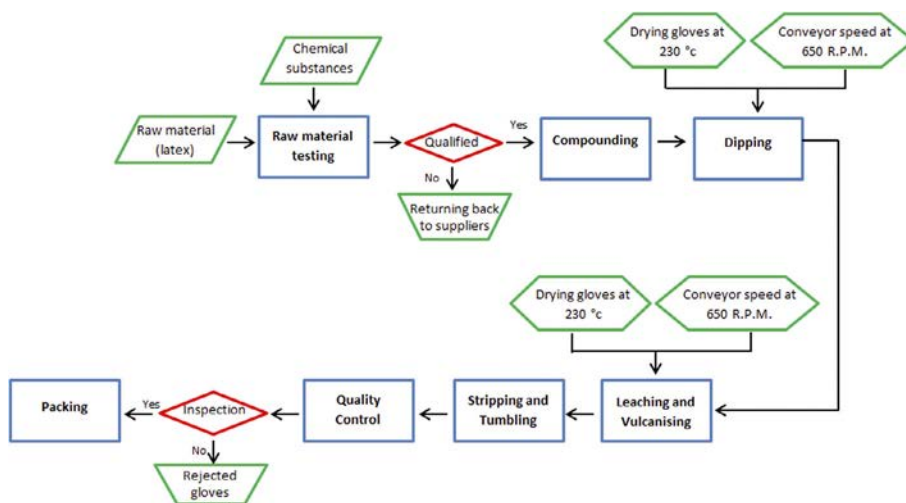 Chemical
substances
Drying gloves at
230 °c
Conveyor speed at
650 R.P.M.
Raw material
(latex)
Raw material
testing
Qualified
Yes
Compounding
Dipping
No
Returning back
to suppliers
Drying gloves at
230 °c
Conveyor speed at
650 R.P.M.
Packing
Yes
Inspection
Quality
Control
Stripping and
Tumbling
Leaching and
Vulcanising
No
Rejected
gloves